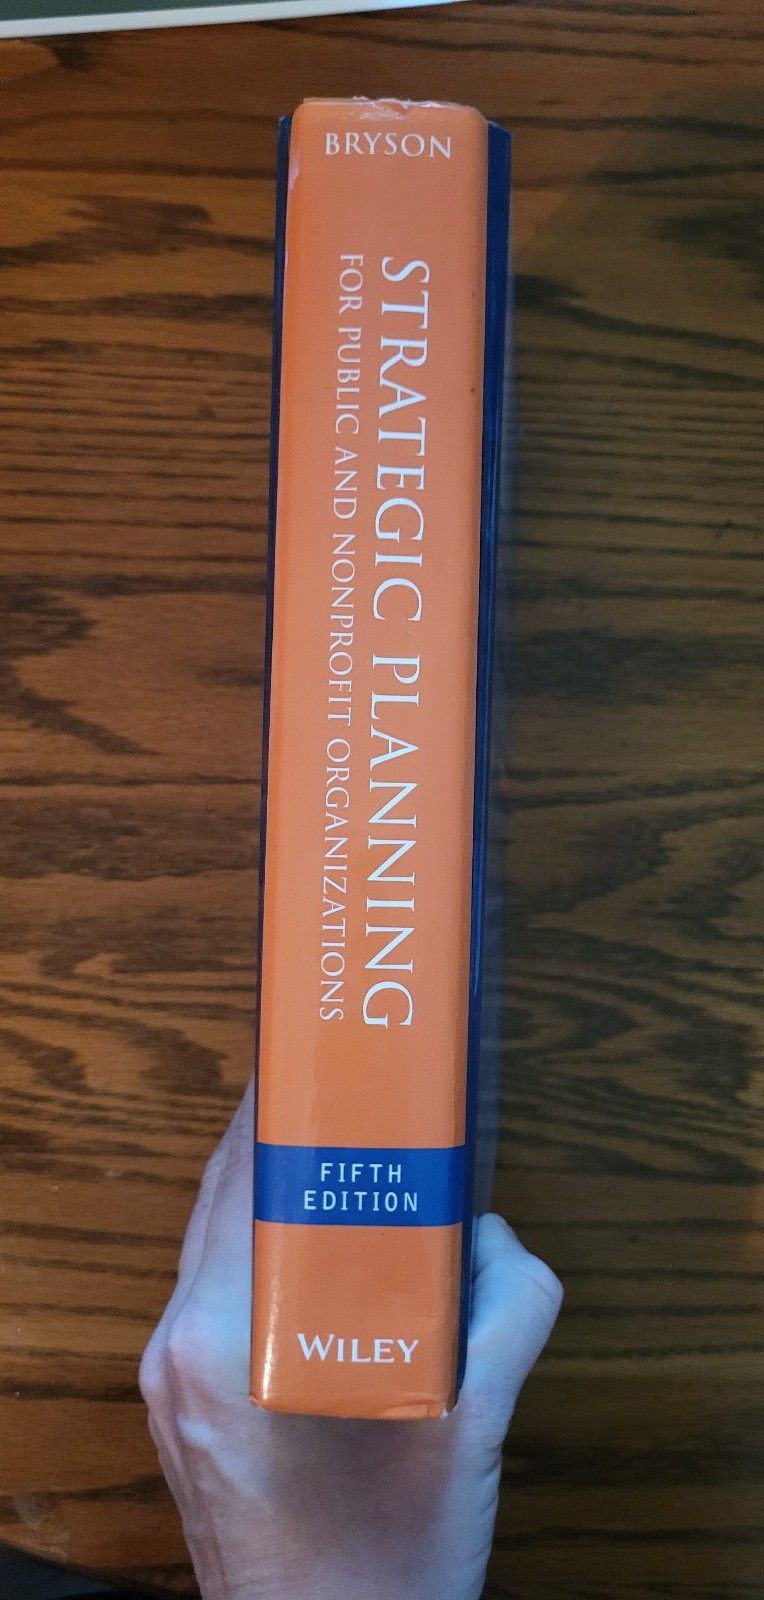 BRYSON
STRATEGIC PLANNING
FOR PUBLIC AND NONPROFIT ORGANIZATIONS
FIFTH
EDITION
WILEY